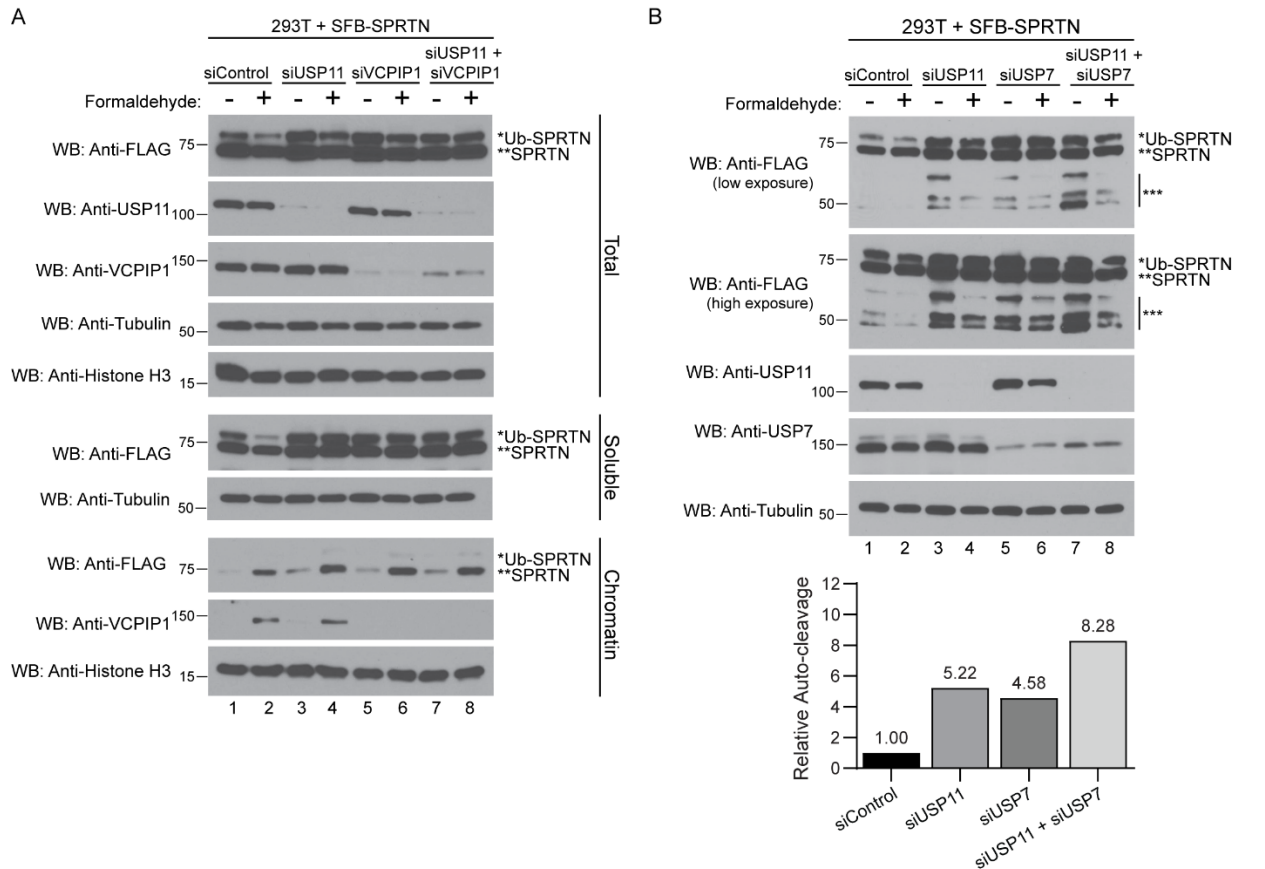 A
293T + SFB-SPRTN
siControl siUSP11 siVCPIP1 siUSP11 + siVCPIP1
Formaldehyde: - + - + - + - +
WB: Anti-FLAG 75 *Ub-SPRTN
**SPRTN
WB: Anti-USP11 100
WB: Anti-VCPIP1 150
WB: Anti-Tubulin 50
WB: Anti-Histone H3 15
Total
WB: Anti-FLAG 75 *Ub-SPRTN
**SPRTN
WB: Anti-Tubulin 50
Soluble
WB: Anti-FLAG 75 *Ub-SPRTN
**SPRTN
WB: Anti-VCPIP1 150
WB: Anti-Histone H3 15
Chromatin
1 2 3 4 5 6 7 8
B
293T + SFB-SPRTN
siControl siUSP11 siUSP7 siUSP11 + siUSP7
Formaldehyde: - + - + - + - +
75 *Ub-SPRTN
WB: Anti-FLAG **SPRTN
(low exposure)
50 ***
75 *Ub-SPRTN
WB: Anti-FLAG **SPRTN
(high exposure)
50 ***
WB: Anti-USP11 100
WB: Anti-USP7 150
WB: Anti-Tubulin 50
1 2 3 4 5 6 7 8
Relative Auto-cleavage
12
10
8
6
4
2
0
1.00
5.22
4.58
8.28
siControl
siUSP11
siUSP7
siUSP11 + siUSP7